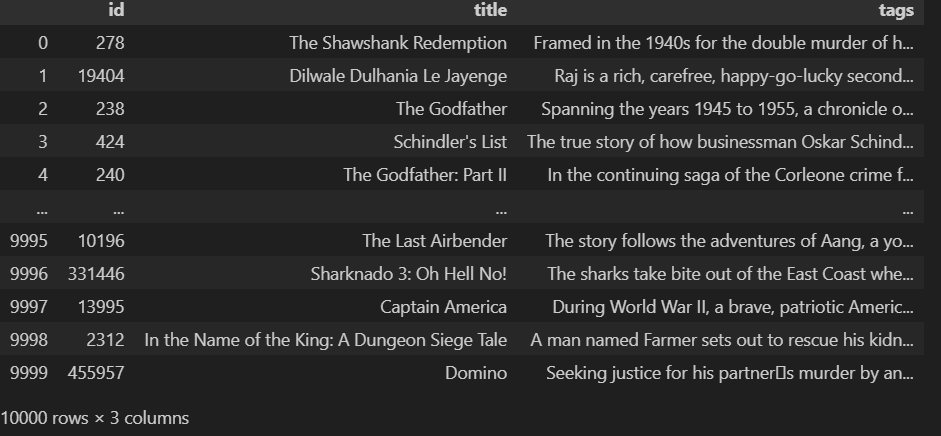 id title tags
0 278 The Shawshank Redemption Framed in the 1940s for the double murder of h...
1 19404 Dilwale Dulhania Le Jayenge Raj is a rich, carefree, happy-go-lucky second...
2 238 The Godfather Spanning the years 1945 to 1955, a chronicle o...
3 424 Schindler's List The true story of how businessman Oskar Schind...
4 240 The Godfather: Part II In the continuing saga of the Corleone crime f...
... ... ... ...
9995 10196 The Last Airbender The story follows the adventures of Aang, a yo...
9996 331446 Sharknado 3: Oh Hell No! The sharks take bite out of the East Coast whe...
9997 13995 Captain America During World War II, a brave, patriotic Americ...
9998 2312 In the Name of the King: A Dungeon Siege Tale A man named Farmer sets out to rescue his kidn...
9999 455957 Domino Seeking justice for his partner▯s murder by an...
10000 rows × 3 columns